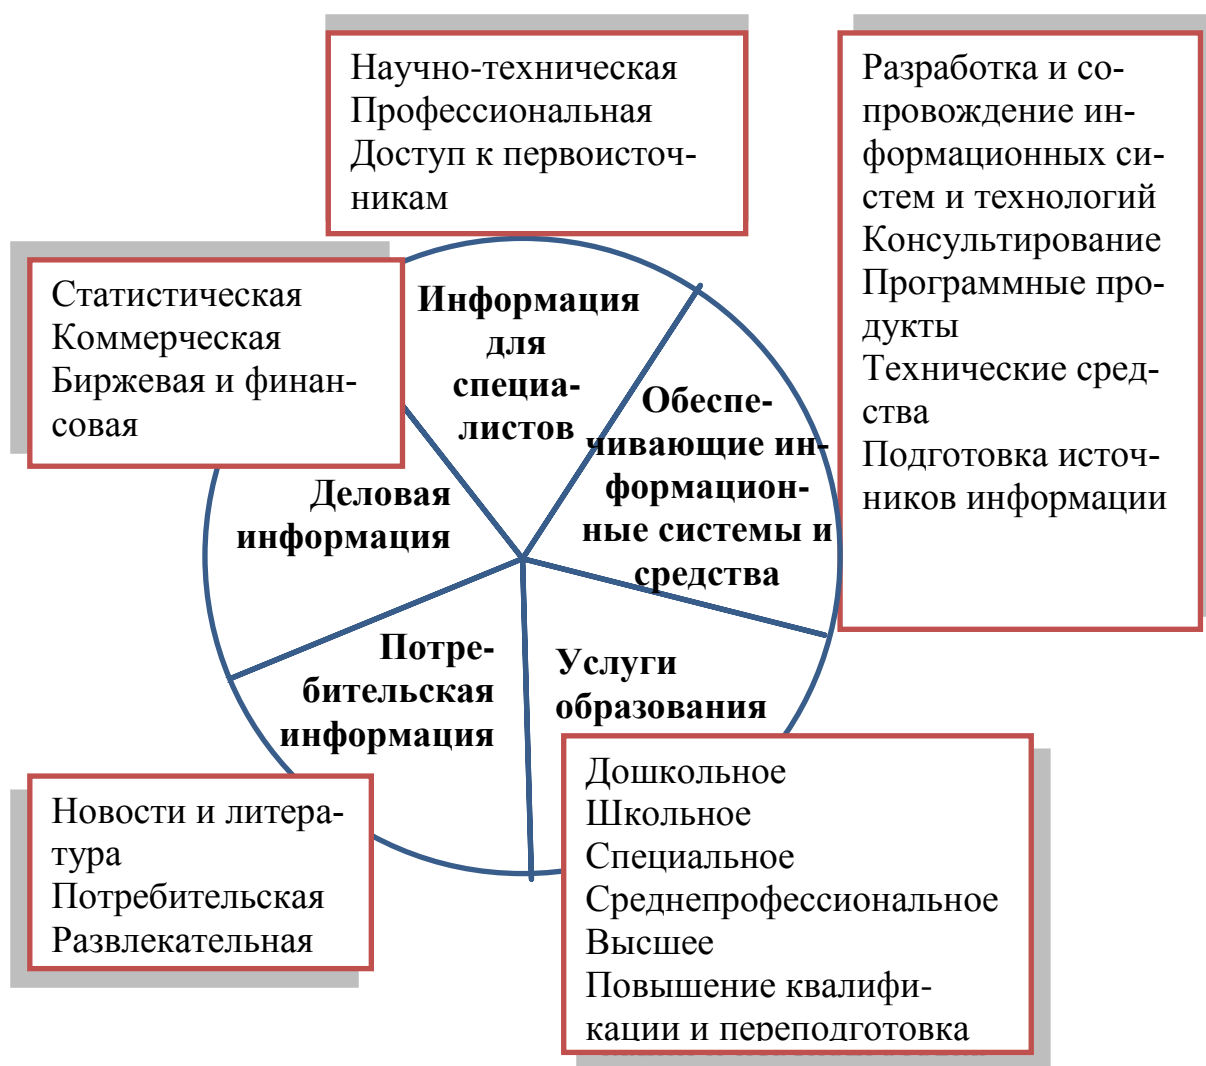 Научно-техническая
Профессиональная
Доступ к первоисточ-
никам
Разработка и со-
провождение ин-
формационных си-
стем и технологий
Консультирование
Программные про-
дукты
Технические сред-
ства
Подготовка источ-
ников информации
Статистическая
Коммерческая
Биржевая и финан-
совая
Информация
для
специа-
листов
Обеспе-
чивающие ин-
формацион-
ные системы и
средства
Деловая
информация
Потре-
бительская
информация
Услуги
образования
Новости и литера-
тура
Потребительская
Развлекательная
Дошкольное
Школьное
Специальное
Среднепрофессиональное
Высшее
Повышение квалифи-
кации и переподготовка